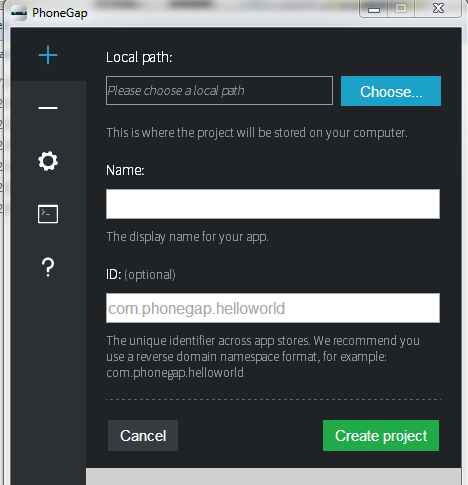 PhoneGap
Local path:
Please choose a local path
Choose...
This is where the project will be stored on your computer.
Name:
The display name for your app.
ID: (optional)
com.phonegap.helloworld
The unique identifier across app stores. We recommend you
use a reverse domain namespace format, for example:
com.phonegap.helloworld
Cancel
Create project